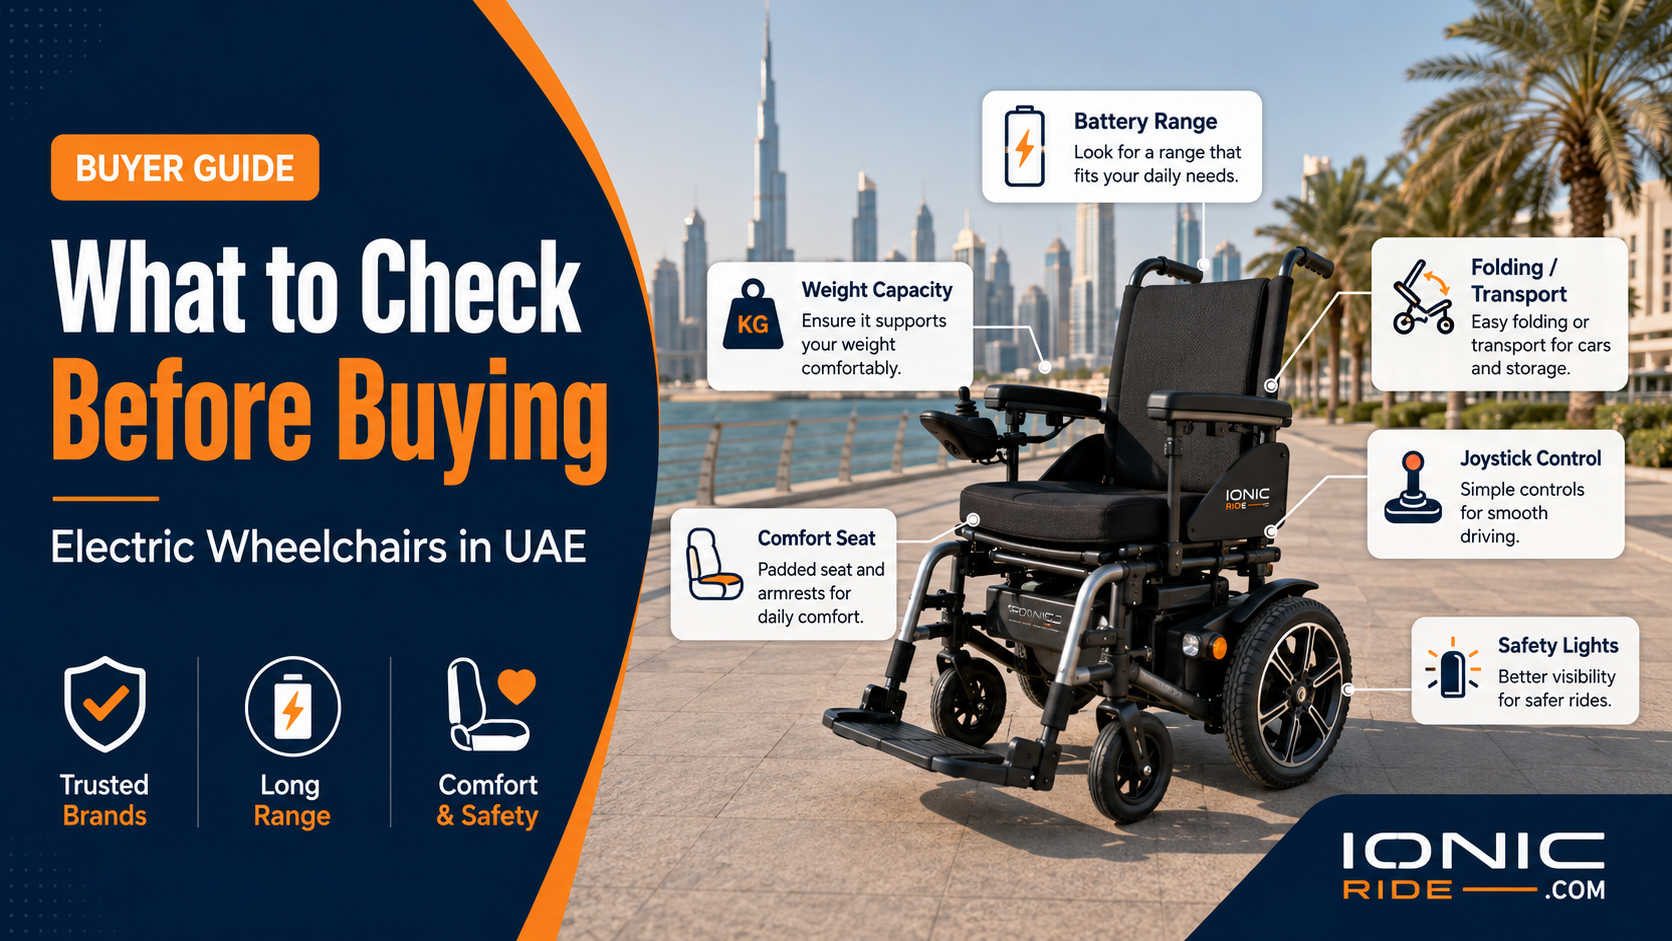 BUYER GUIDE
What to Check
Before Buying
Electric Wheelchairs in UAE
Trusted
Brands
Long
Range
Comfort
& Safety
Battery Range
Look for a range that
fits your daily needs.
KG
Weight Capacity
Ensure it supports
your weight
comfortably.
Folding /
Transport
Easy folding or
transport for cars
and storage.
Joystick Control
Simple controls
for smooth
driving.
Comfort Seat
Padded seat and
armrests for
daily comfort.
Safety Lights
Better visibility
for safer rides.
IONIC
RIDE
IONIC
RIDE .COM